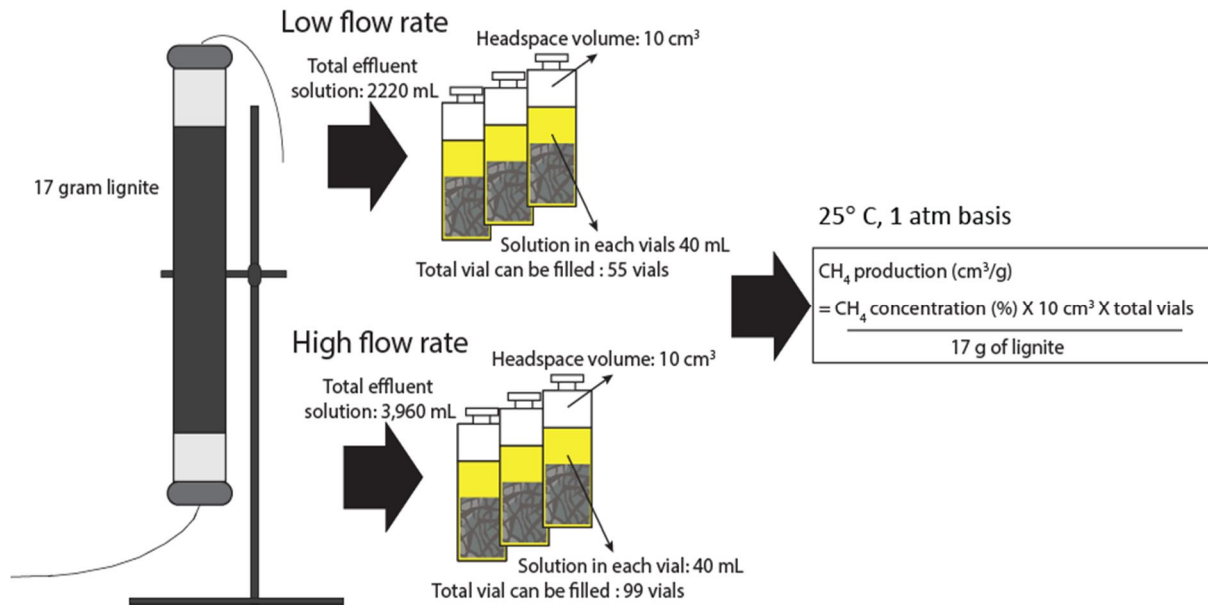 17 gram lignite
Low flow rate
Total effluent
solution: 2220 mL
Headspace volume: 10 cm³
Solution in each vials 40 mL
Total vial can be filled : 55 vials
High flow rate
Total effluent
solution: 3,960 mL
Headspace volume: 10 cm³
Solution in each vial: 40 mL
Total vial can be filled : 99 vials
25° C, 1 atm basis
CH₄ production (cm³/g)
= CH₄ concentration (%) X 10 cm³ X total vials
17 g of lignite